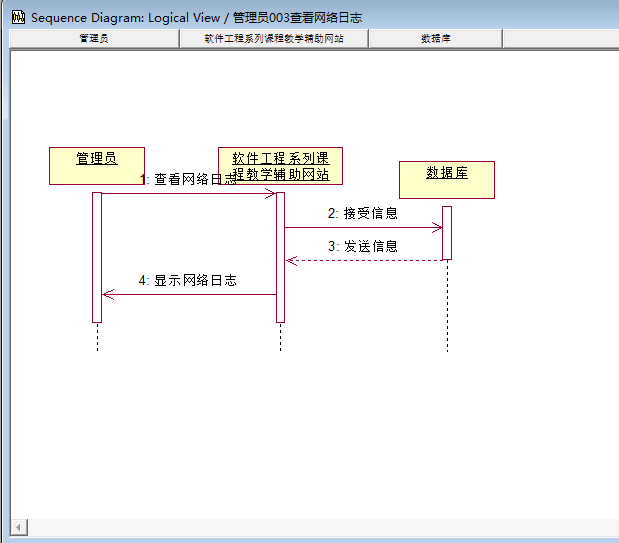 Sequence Diagram: Logical View / 管理员003查看网络日志
管理员 软件工程系列课程教学辅助网站 数据库
管理员
软件工程系列课
程教学辅助网站
数据库
1: 查看网络日志
2: 接受信息
3: 发送信息
4: 显示网络日志